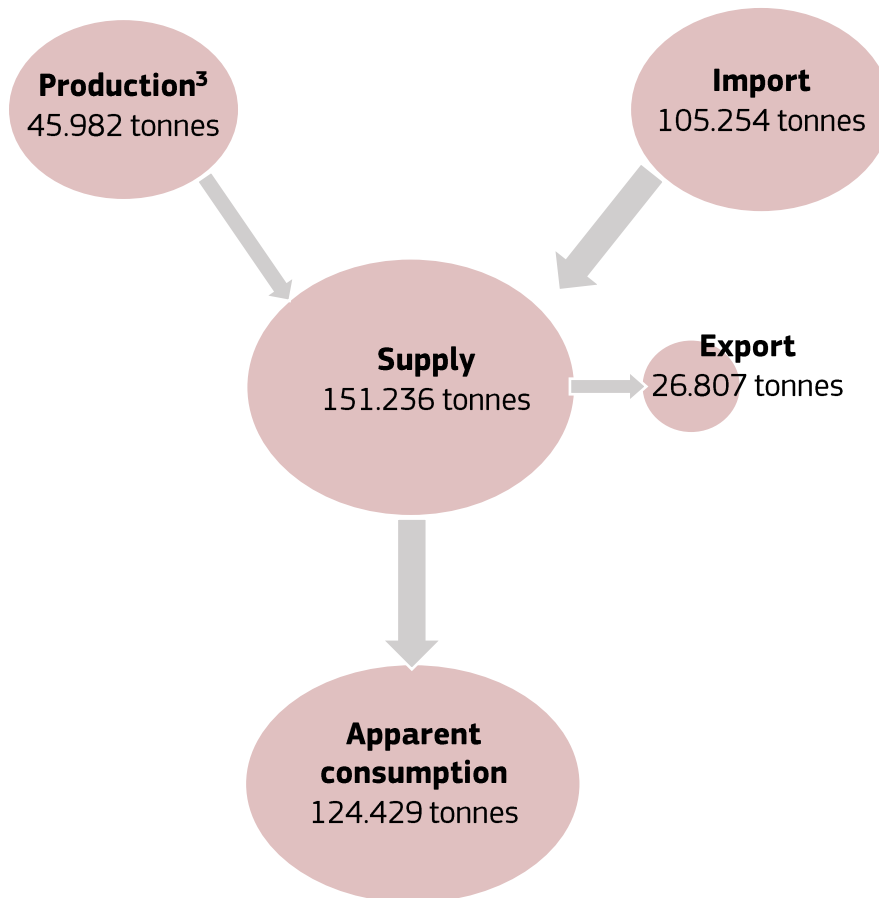 Production³
45.982 tonnes
Import
105.254 tonnes
Supply
151.236 tonnes
Export
26.807 tonnes
Apparent
consumption
124.429 tonnes